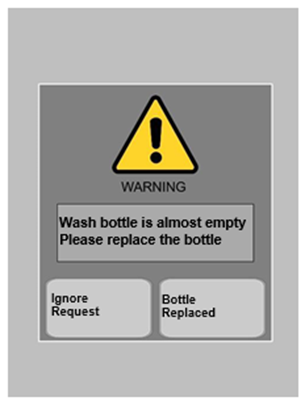 WARNING
Wash bottle is almost empty
Please replace the bottle
Ignore
Request
Bottle
Replaced